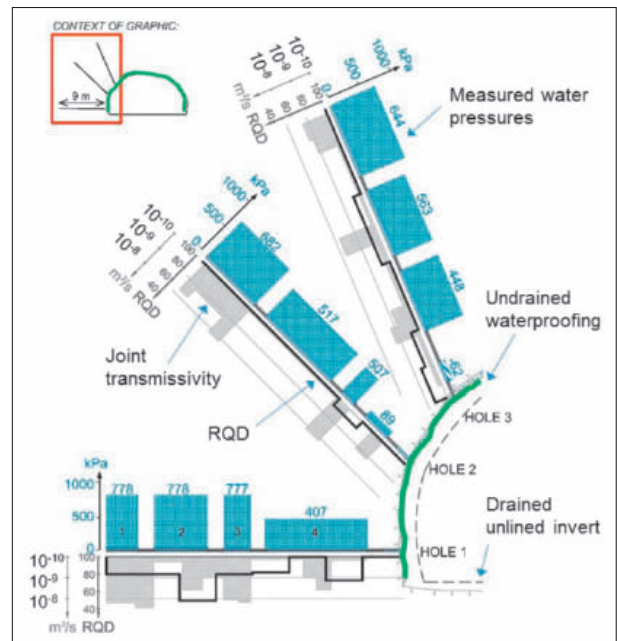 CONTEXT OF GRAPHIC:
9 m
kPa
1000
500
0
10-10
10-9
10-8
m³/s RQD
100
80
60
40
644
563
448
-62
Measured water
pressures
kPa
1000
500
0
10-10
10-9
10-8
m³/s RQD
100
80
60
40
682
517
507
89
Joint
transmissivity
RQD
Undrained
waterproofing
HOLE 3
HOLE 2
HOLE 1
Drained
unlined invert
kPa
1000
500
0
778
778
777
407
1
2
3
4
10-10
10-9
10-8
100
80
60
40
m³/s RQD